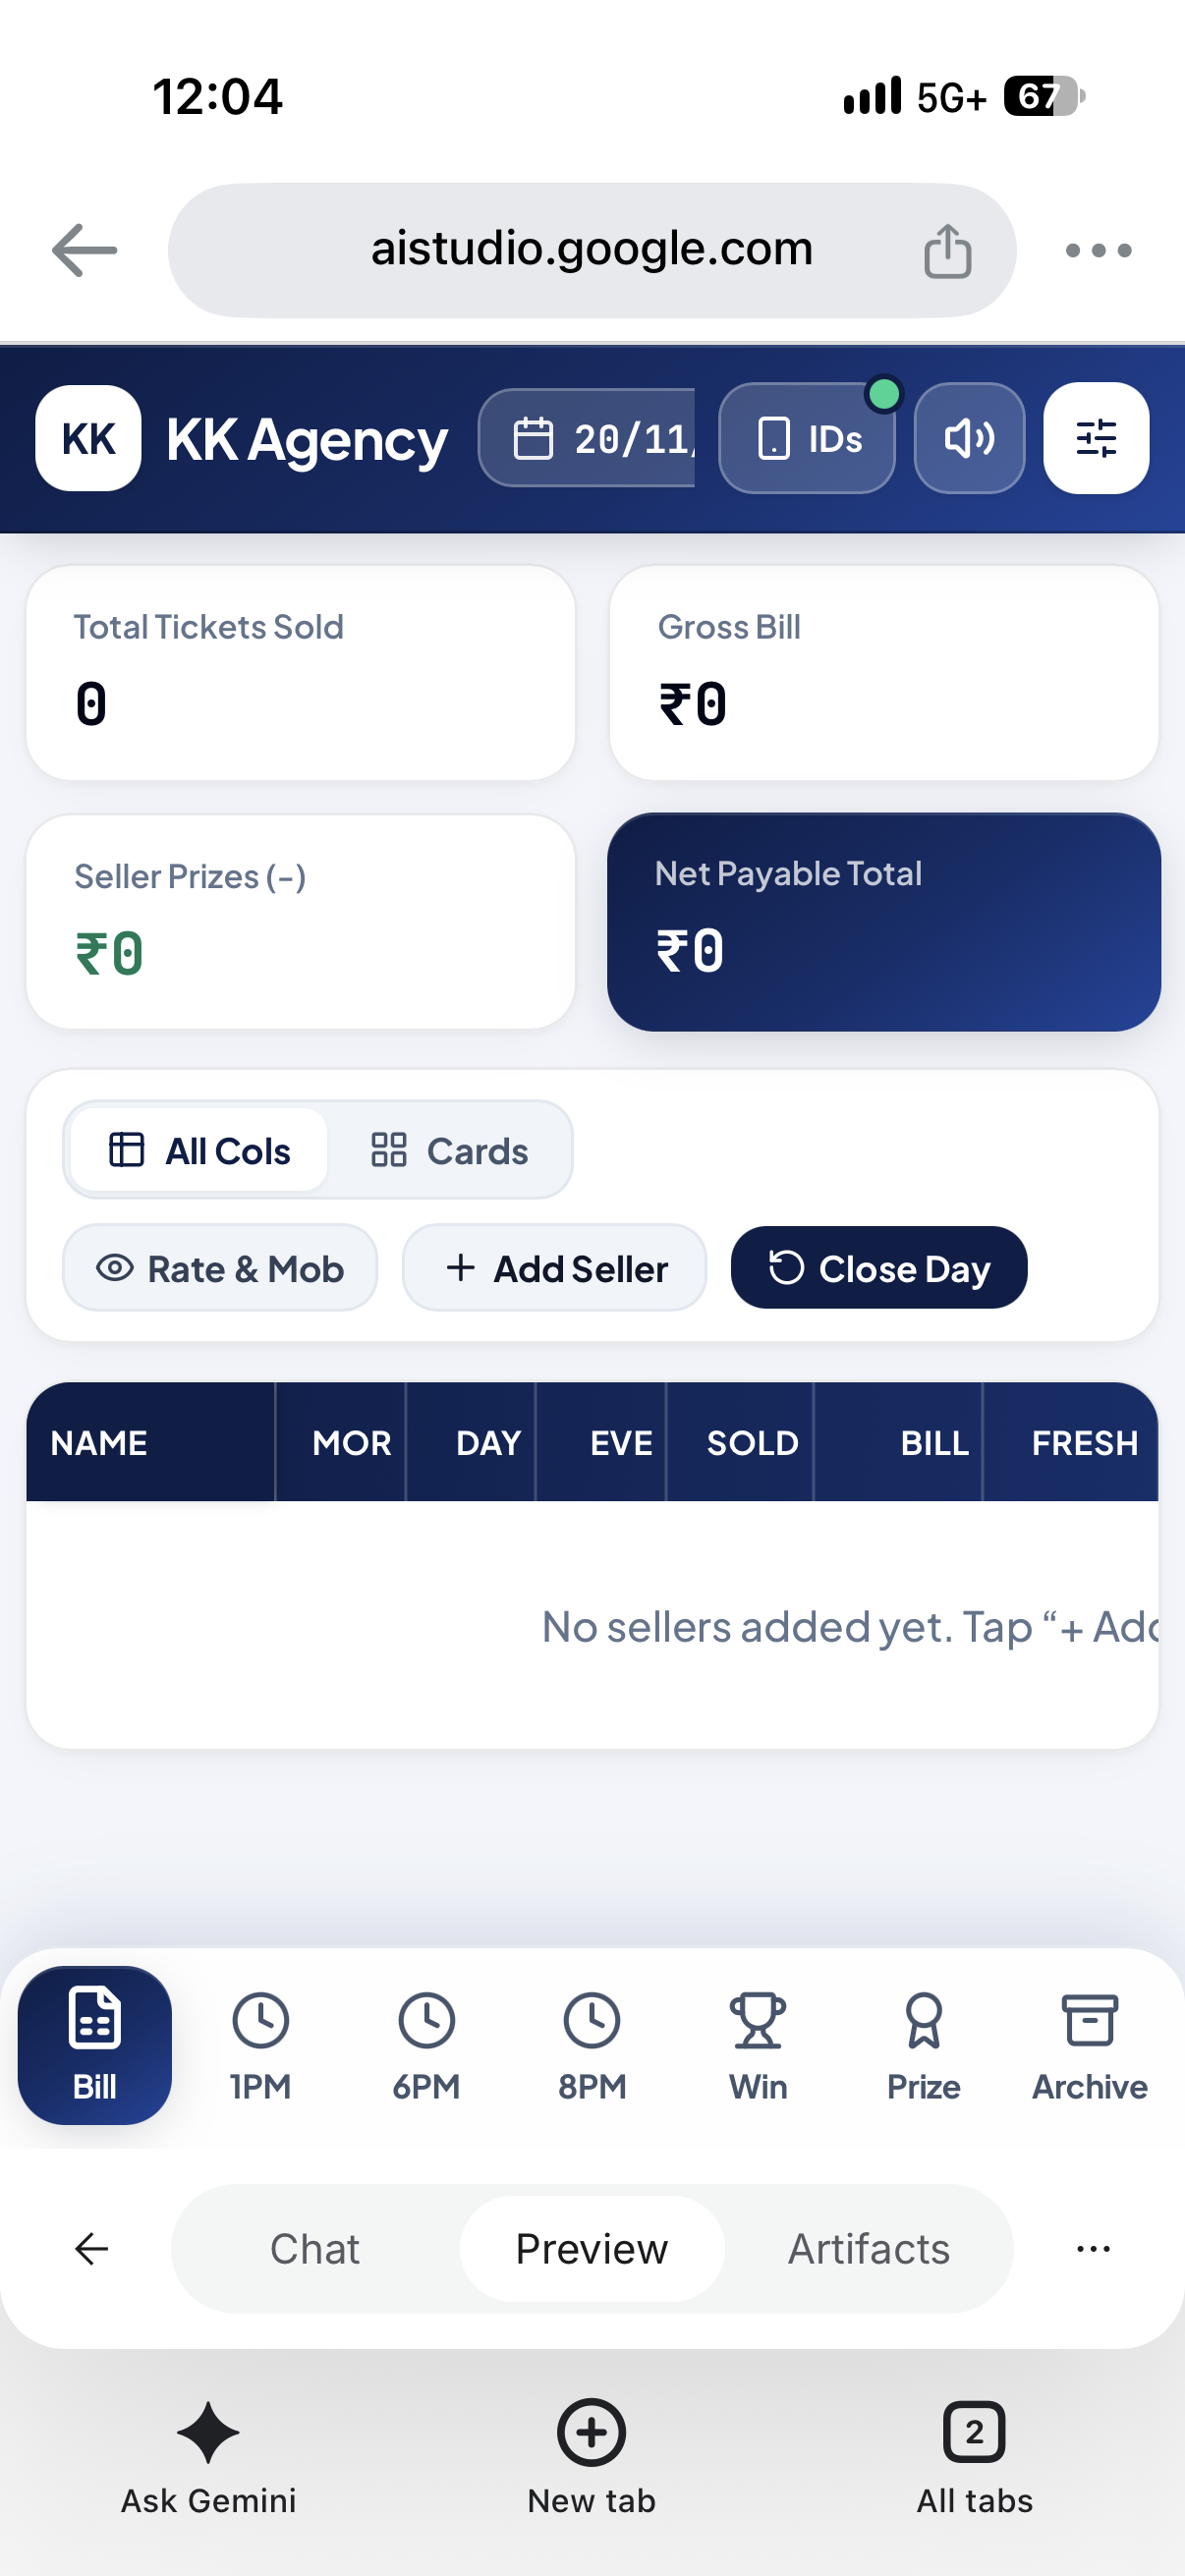 12:04
5G+ 67
aistudio.google.com
KK KK Agency 20/11/ IDs
Total Tickets Sold
0
Gross Bill
₹0
Seller Prizes (-)
₹0
Net Payable Total
₹0
All Cols Cards
Rate & Mob + Add Seller Close Day
NAME MOR DAY EVE SOLD BILL FRESH
No sellers added yet. Tap “+ Add
Bill 1PM 6PM 8PM Win Prize Archive
Chat Preview Artifacts
2
Ask Gemini New tab All tabs